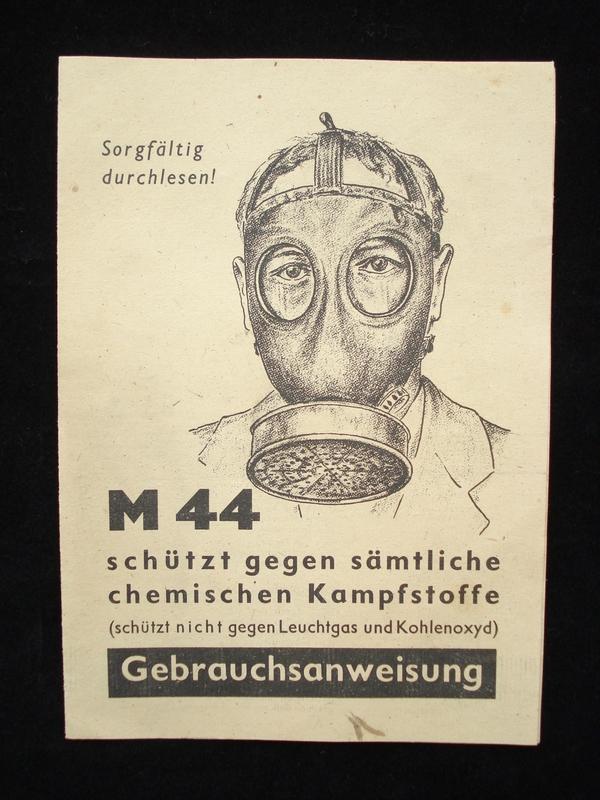 Sorgfältig
durchlesen!
M 44
schützt gegen sämtliche
chemischen Kampfstoffe
(schützt nicht gegen Leuchtgas und Kohlenoxyd)
Gebrauchsanweisung